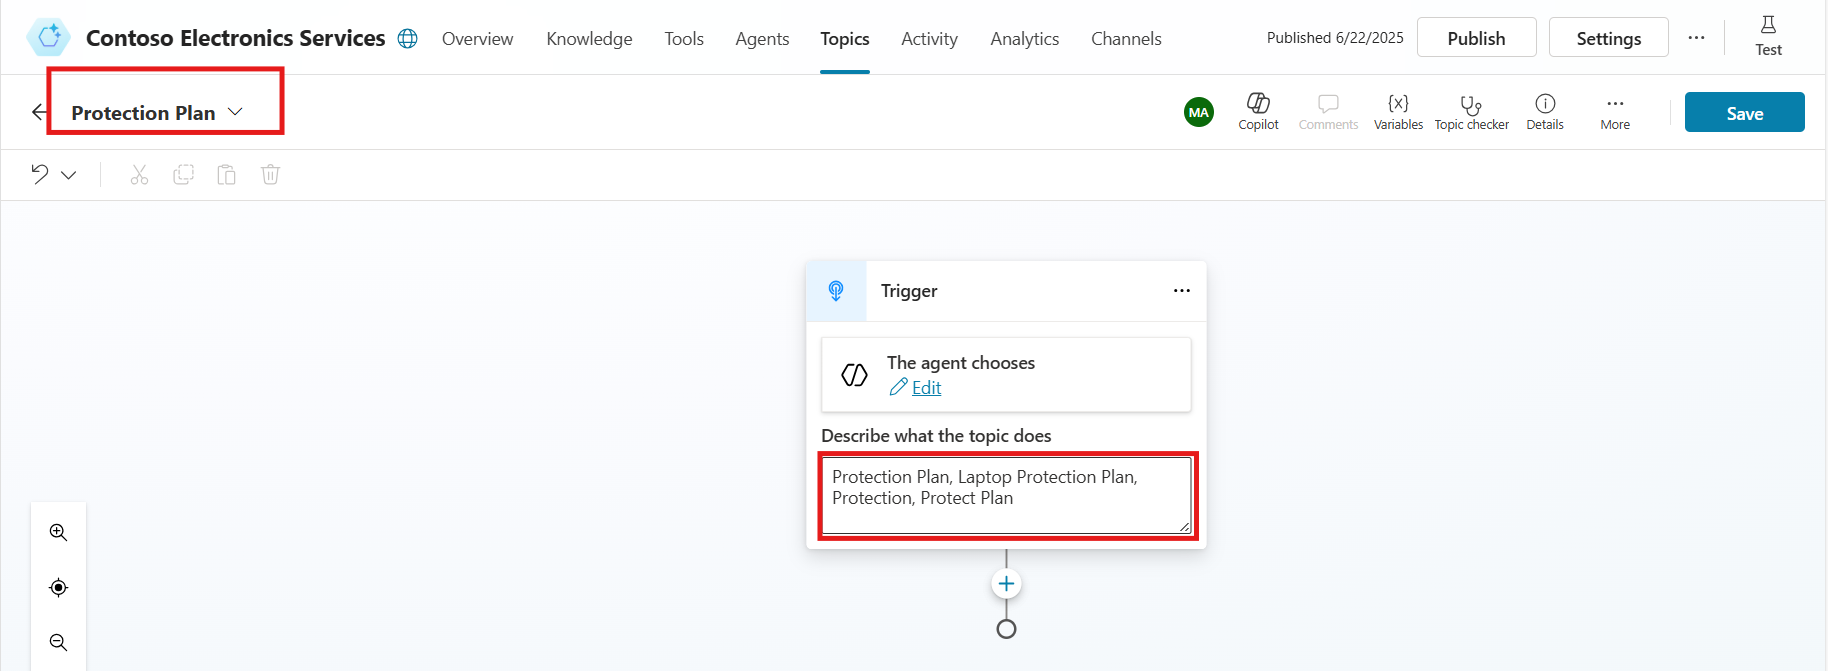 Contoso Electronics Services
Overview
Knowledge
Tools
Agents
Topics
Activity
Analytics
Channels
Published 6/22/2025
Publish
Settings
Test
Protection Plan
MA
Copilot
Comments
{x}
Variables
Topic checker
Details
More
Save
Trigger
The agent chooses
Edit
Describe what the topic does
Protection Plan, Laptop Protection Plan,
Protection, Protect Plan